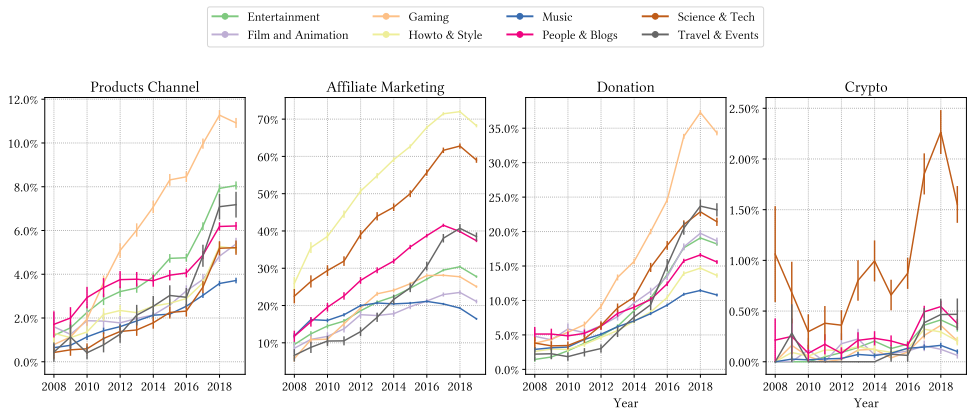 Entertainment Gaming Music Science & Tech
Film and Animation Howto & Style People & Blogs Travel & Events
Products Channel
12.0%
10.0%
8.0%
6.0%
4.0%
2.0%
0.0%
2008 2010 2012 2014 2016 2018
Affiliate Marketing
70%
60%
50%
40%
30%
20%
10%
2008 2010 2012 2014 2016 2018
Donation
35.0%
30.0%
25.0%
20.0%
15.0%
10.0%
5.0%
0.0%
2008 2010 2012 2014 2016 2018
Year
Crypto
2.50%
2.00%
1.50%
1.00%
0.50%
0.00%
2008 2010 2012 2014 2016 2018
Year